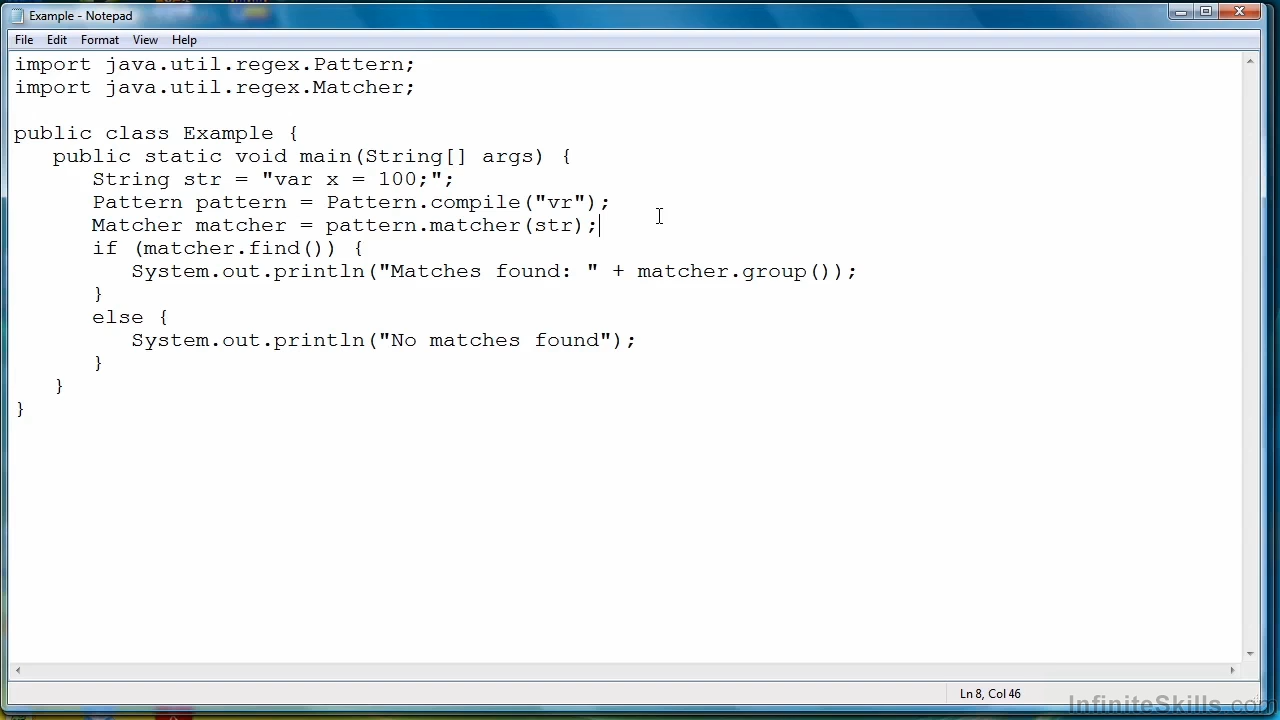 Example - Notepad
File Edit Format View Help
import java.util.regex.Pattern;
import java.util.regex.Matcher;
public class Example {
public static void main(String[] args) {
String str = "var x = 100;";
Pattern pattern = Pattern.compile("vr");
Matcher matcher = pattern.matcher(str);
if (matcher.find()) {
System.out.println("Matches found: " + matcher.group());
}
else {
System.out.println("No matches found");
}
}
}
Ln 8, Col 46
InfiniteSkills.com